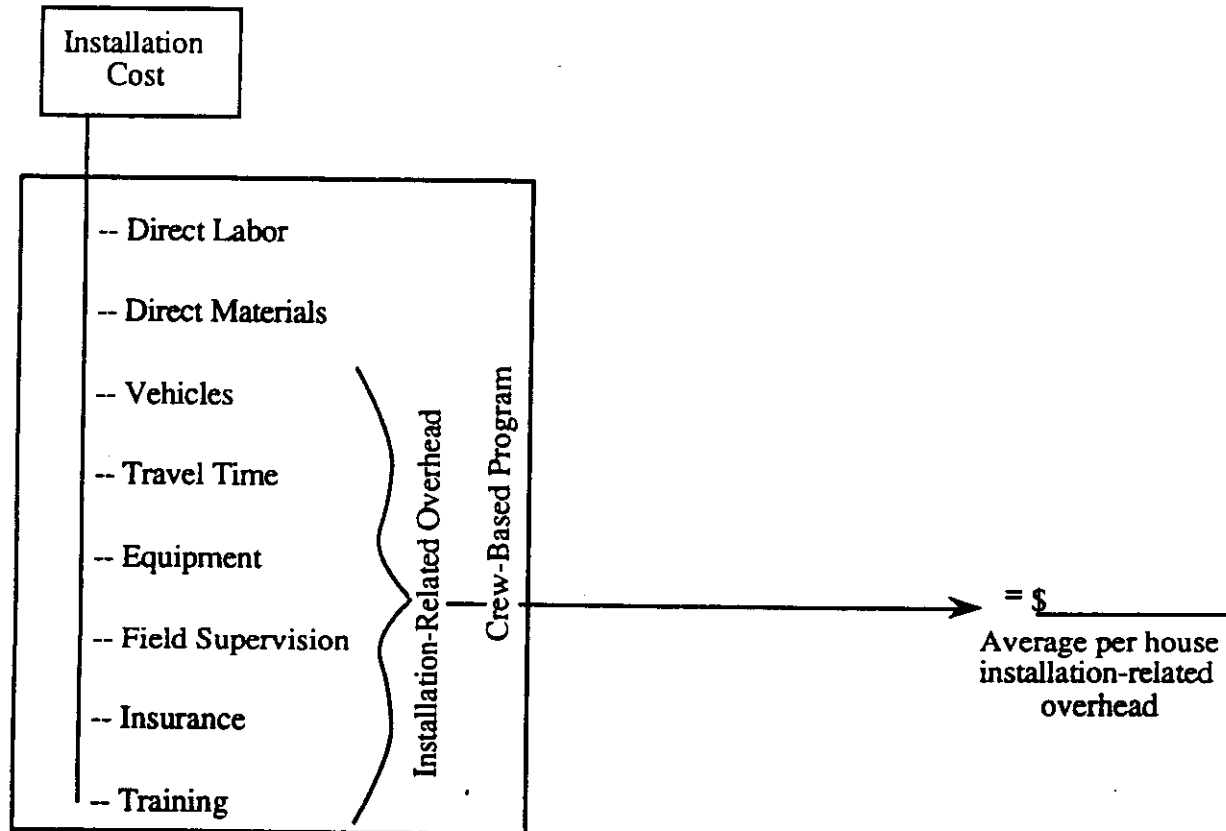 Installation
Cost
-- Direct Labor
-- Direct Materials
-- Vehicles
-- Travel Time
-- Equipment
-- Field Supervision
-- Insurance
-- Training
Installation-Related Overhead
Crew-Based Program
= $
Average per house
installation-related
overhead